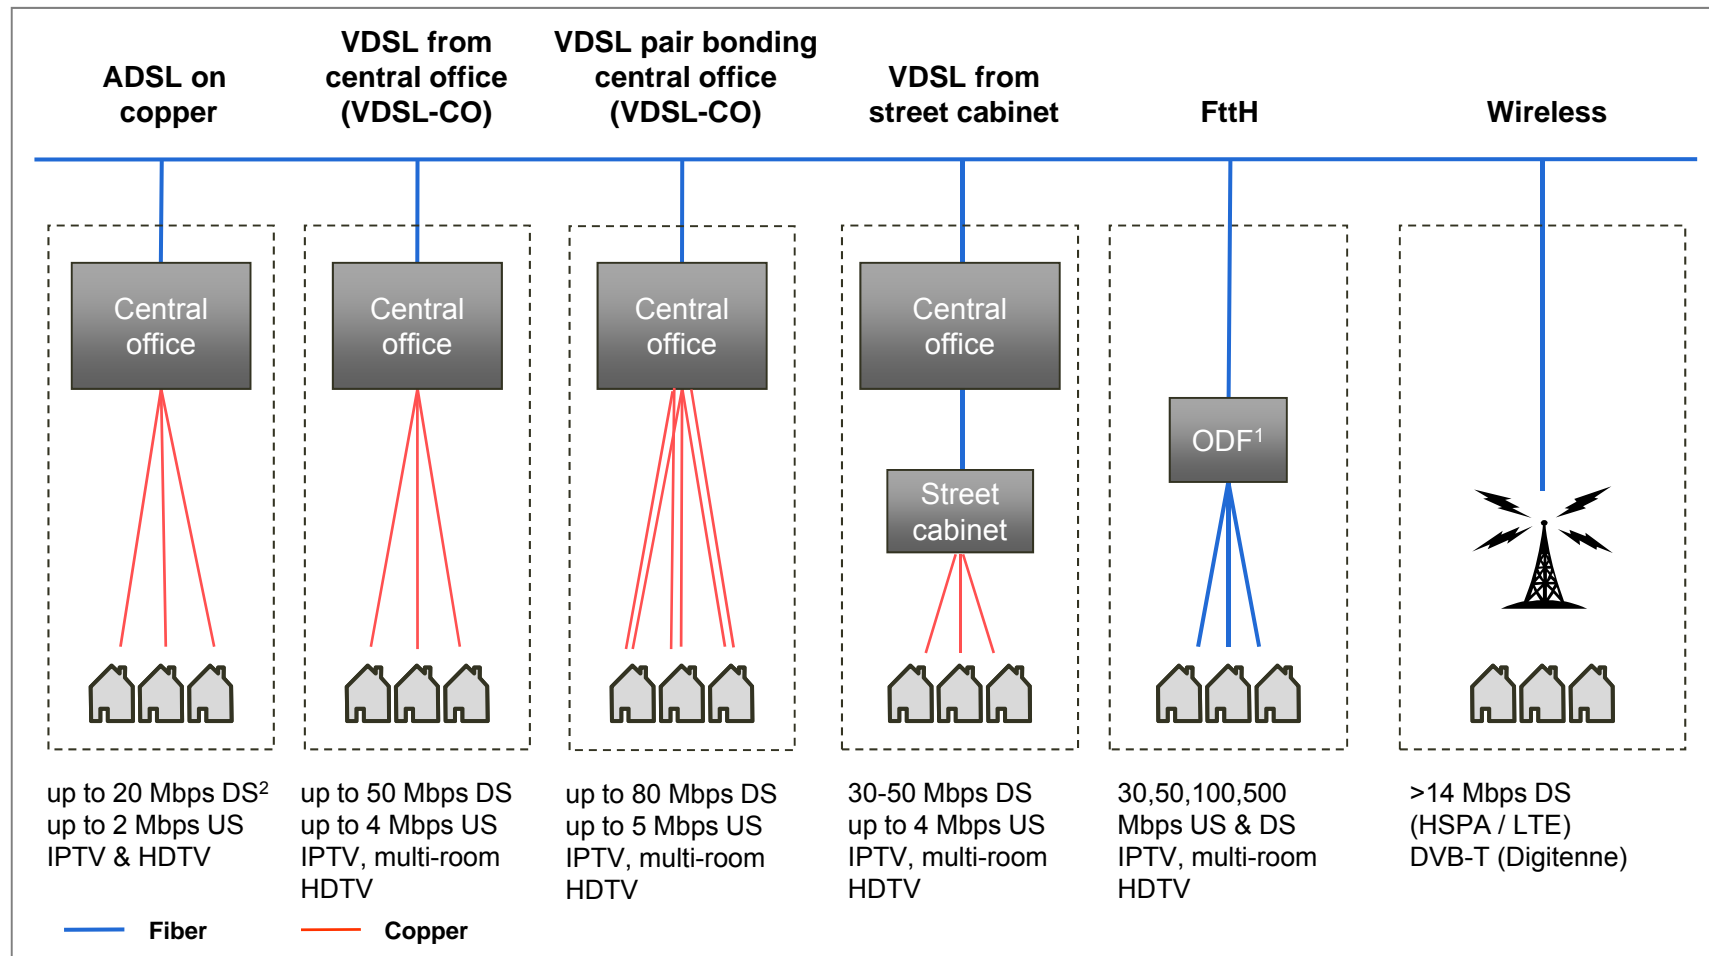 ADSL on
copper
VDSL from
central office
(VDSL-CO)
VDSL pair bonding
central office
(VDSL-CO)
VDSL from
street cabinet
FttH
Wireless
Central
office
Central
office
Central
office
Central
office
Street
cabinet
ODF¹
up to 20 Mbps DS²
up to 2 Mbps US
IPTV & HDTV
up to 50 Mbps DS
up to 4 Mbps US
IPTV, multi-room
HDTV
up to 80 Mbps DS
up to 5 Mbps US
IPTV, multi-room
HDTV
30-50 Mbps DS
up to 4 Mbps US
IPTV, multi-room
HDTV
30,50,100,500
Mbps US & DS
IPTV, multi-room
HDTV
>14 Mbps DS
(HSPA / LTE)
DVB-T (Digitenne)
Fiber
Copper